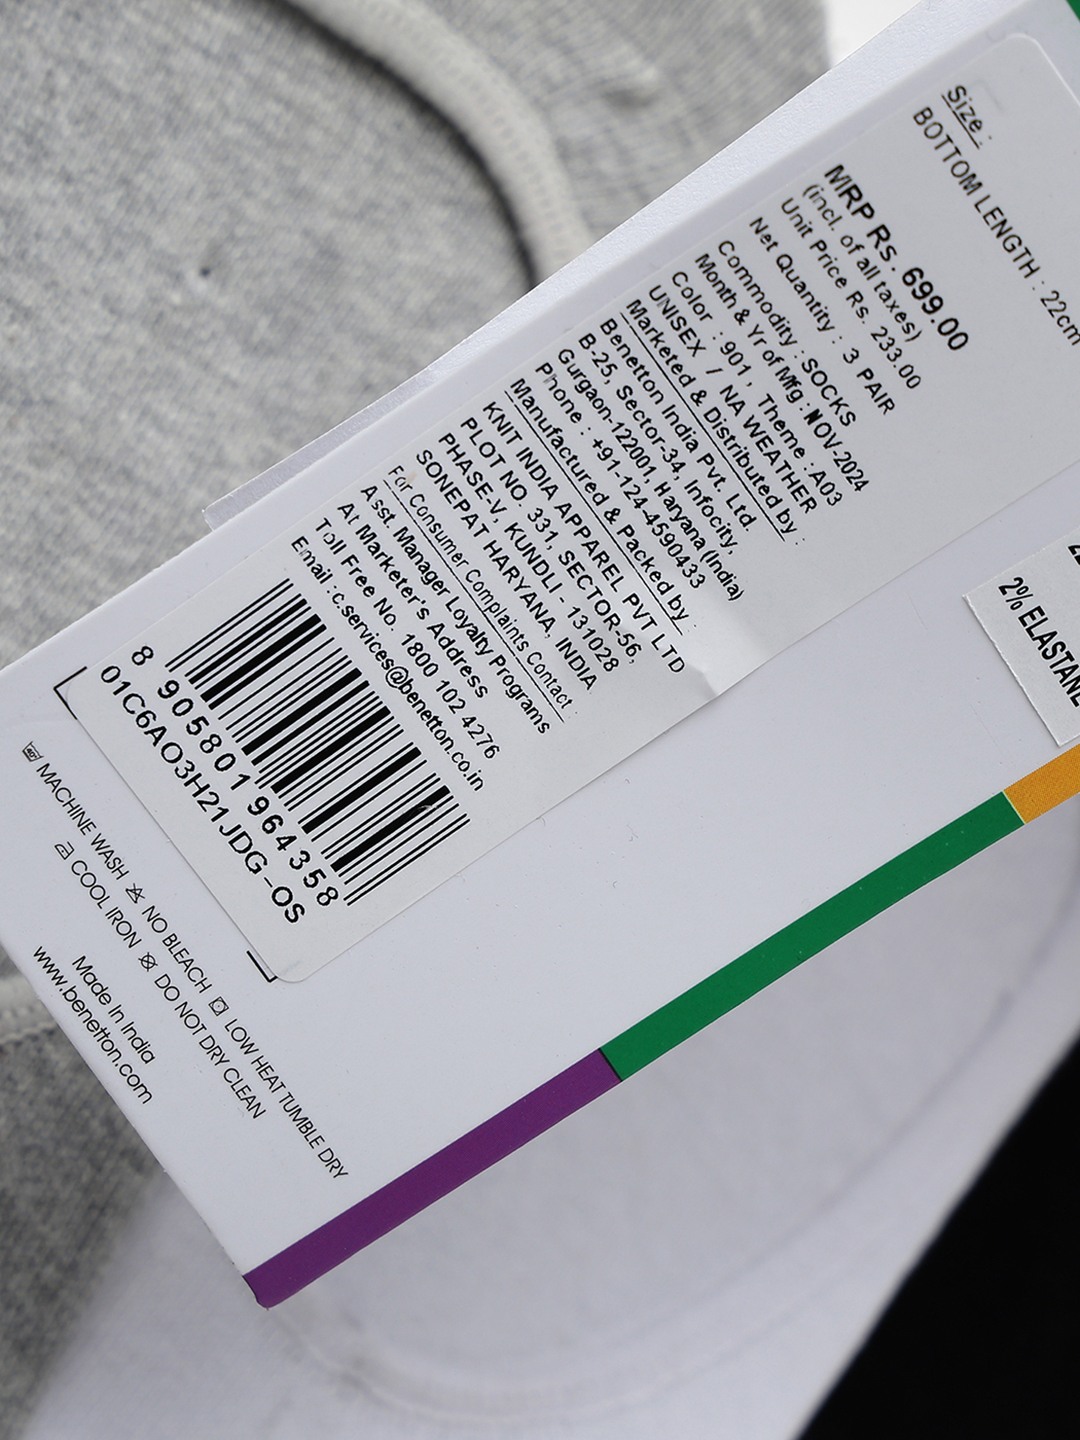 Size :
BOTTOM LENGTH : 22cm
MRP Rs. 699.00
(incl. of all taxes)
Unit Price Rs. 233.00
Net Quantity : 3 PAIR
Commodity : SOCKS
Month & Yr of Mfg : NOV-2024
Color : 901 , Theme : A03
UNISEX / NA WEATHER
Marketed & Distributed by :
Benetton India Pvt. Ltd.
B-25, Sector-34, Infocity,
Gurgaon-122001, Haryana (India)
Phone : +91-124-4590433
Manufactured & Packed by :
KNIT INDIA APPAREL PVT LTD
PLOT NO. 331, SECTOR-56,
PHASE-V, KUNDLI - 131028
SONEPAT HARYANA, INDIA
For Consumer Complaints Contact :
Asst. Manager Loyalty Programs
At Marketer's Address
Toll Free No. 1800 102 4276
Email : c.services@benetton.co.in
8 905801 964358
01C6AO3H21JDG-OS
2% ELASTANE
MACHINE WASH NO BLEACH LOW HEAT TUMBLE DRY
COOL IRON DO NOT DRY CLEAN
Made In India
www.benetton.com